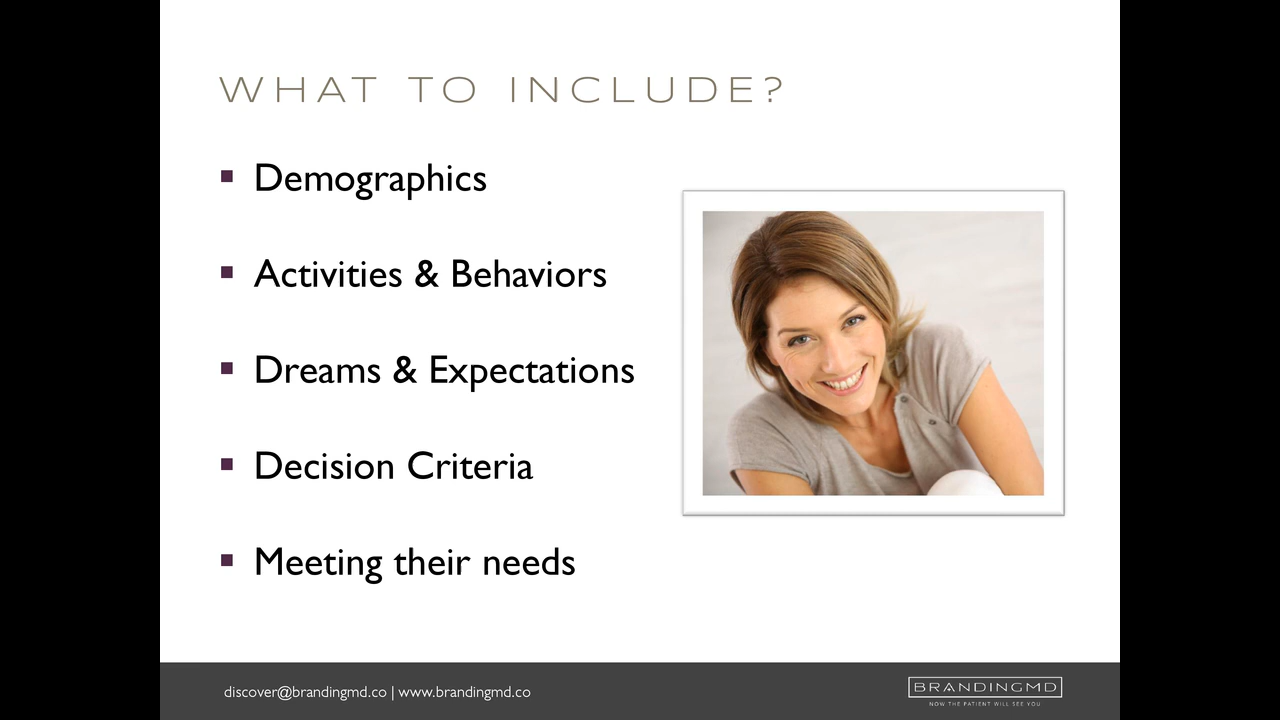 WHAT TO INCLUDE?
Demographics
Activities & Behaviors
Dreams & Expectations
Decision Criteria
Meeting their needs
discover@brandingmd.co | www.brandingmd.co
BRANDINGMD
NOW THE PATIENT WILL SEE YOU